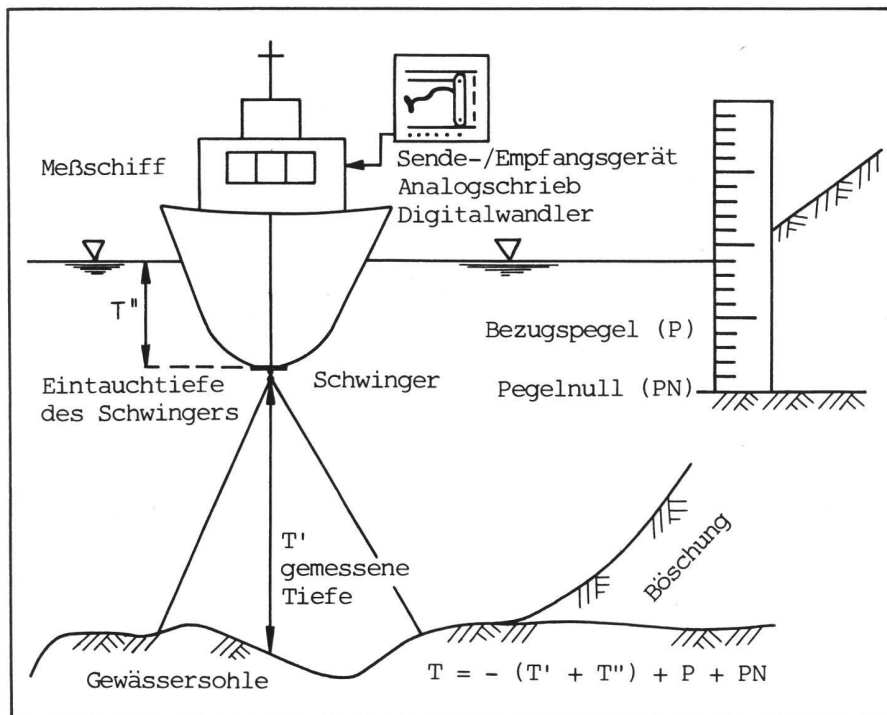 Meßschiff
Sende-/Empfangsgerät
Analogschrieb
Digitalwandler
T"
Bezugspegel (P)
Eintauchtiefe
des Schwingers
Schwinger
Pegelnull (PN)
T'
gemessene
Tiefe
Böschung
Gewässersohle
T = - (T' + T") + P + PN